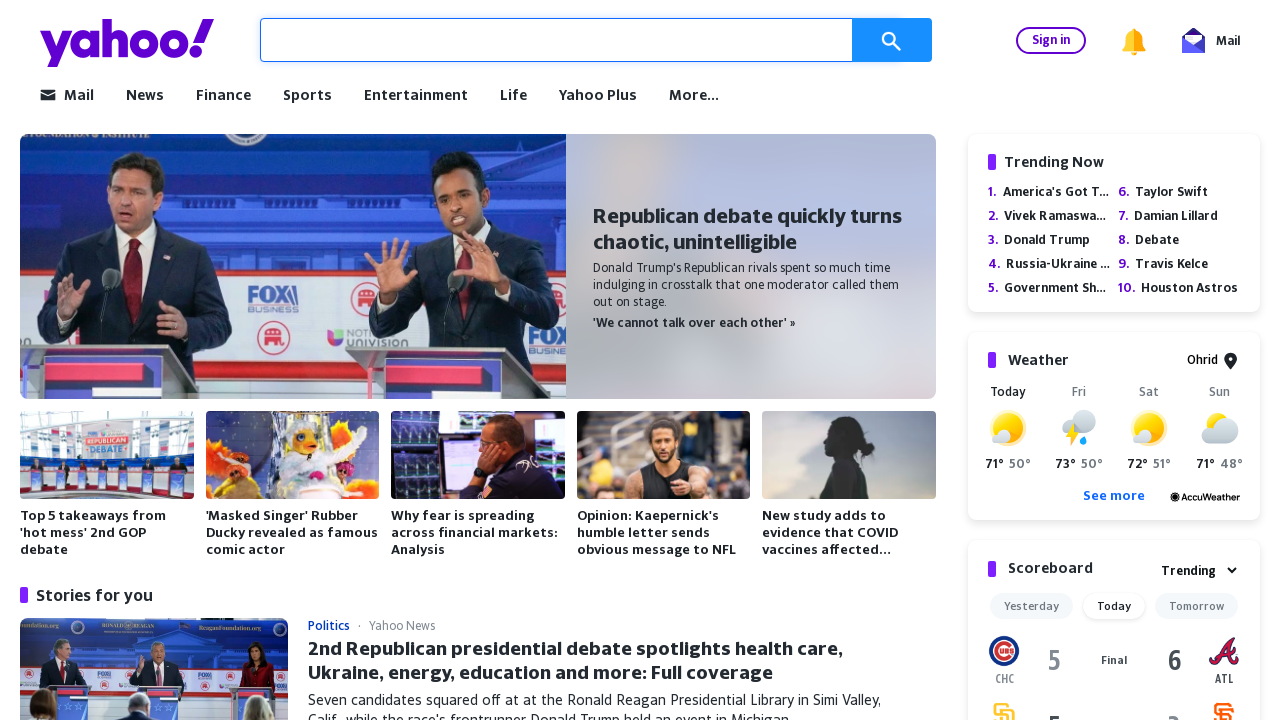 yahoo!
Sign in
Mail
Mail
News
Finance
Sports
Entertainment
Life
Yahoo Plus
More...
FOUNDATION & INSTITUTE
FOX
BUSINESS
univision
Republican debate quickly turns
chaotic, unintelligible
Donald Trump's Republican rivals spent so much time
indulging in crosstalk that one moderator called them
out on stage.
'We cannot talk over each other' »
REPUBLICAN
DEBATE
Top 5 takeaways from
'hot mess' 2nd GOP
debate
'Masked Singer' Rubber
Ducky revealed as famous
comic actor
Why fear is spreading
across financial markets:
Analysis
Opinion: Kaepernick's
humble letter sends
obvious message to NFL
New study adds to
evidence that COVID
vaccines affected...
Stories for you
Politics · Yahoo News
2nd Republican presidential debate spotlights health care,
Ukraine, energy, education and more: Full coverage
Seven candidates squared off at at the Ronald Reagan Presidential Library in Simi Valley,
Calif., while the race's frontrunner Donald Trump held an event in Michigan.
Trending Now
1. America's Got T...
2. Vivek Ramaswa...
3. Donald Trump
4. Russia-Ukraine ...
5. Government Sh...
6. Taylor Swift
7. Damian Lillard
8. Debate
9. Travis Kelce
10. Houston Astros
Weather
Ohrid
Today
Fri
Sat
Sun
71° 50°
73° 50°
72° 51°
71° 48°
See more
AccuWeather
Scoreboard
Trending
Yesterday
Today
Tomorrow
CHC
5
Final
6
ATL